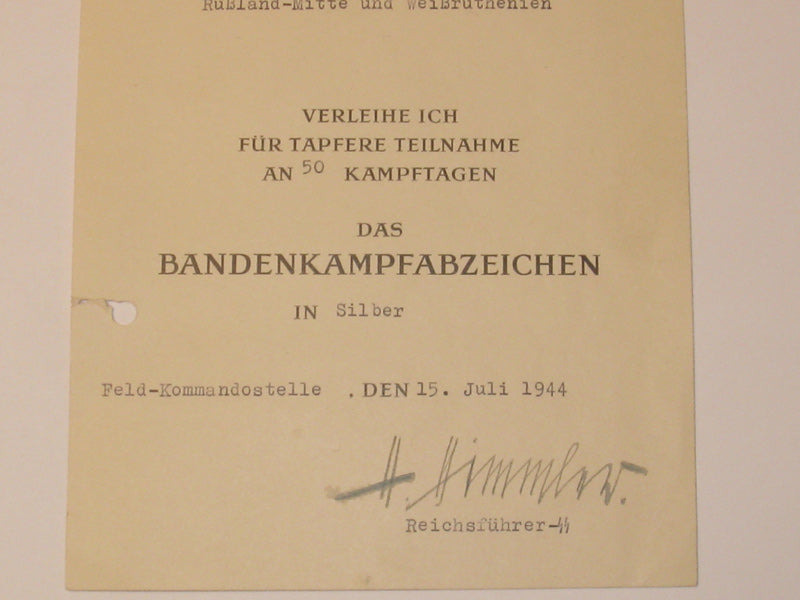 Rußland-Mitte und Weißruthenien
VERLEIHE ICH
FÜR TAPFERE TEILNAHME
AN 50 KAMPFTAGEN
DAS
BANDENKAMPFABZEICHEN
IN Silber
Feld-Kommandostelle , DEN 15. Juli 1944
H. Himmler.
Reichsführer-ᛋᛋ